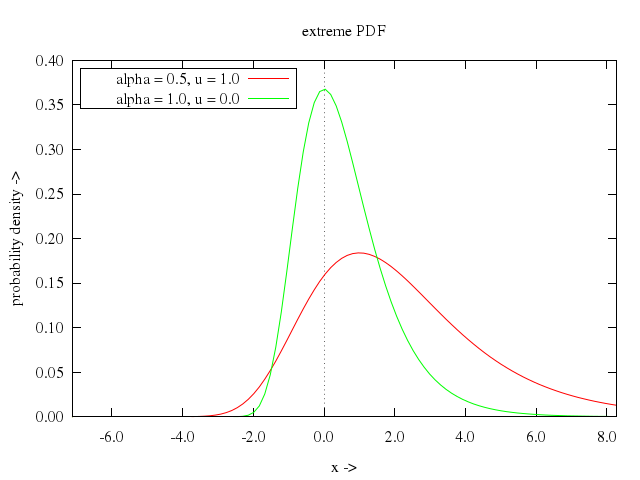 extreme PDF
0.40
alpha = 0.5, u = 1.0
alpha = 1.0, u = 0.0
0.35
0.30
0.25
0.20
0.15
0.10
0.05
0.00
probability density ->
-6.0 -4.0 -2.0 0.0 2.0 4.0 6.0 8.0
x ->